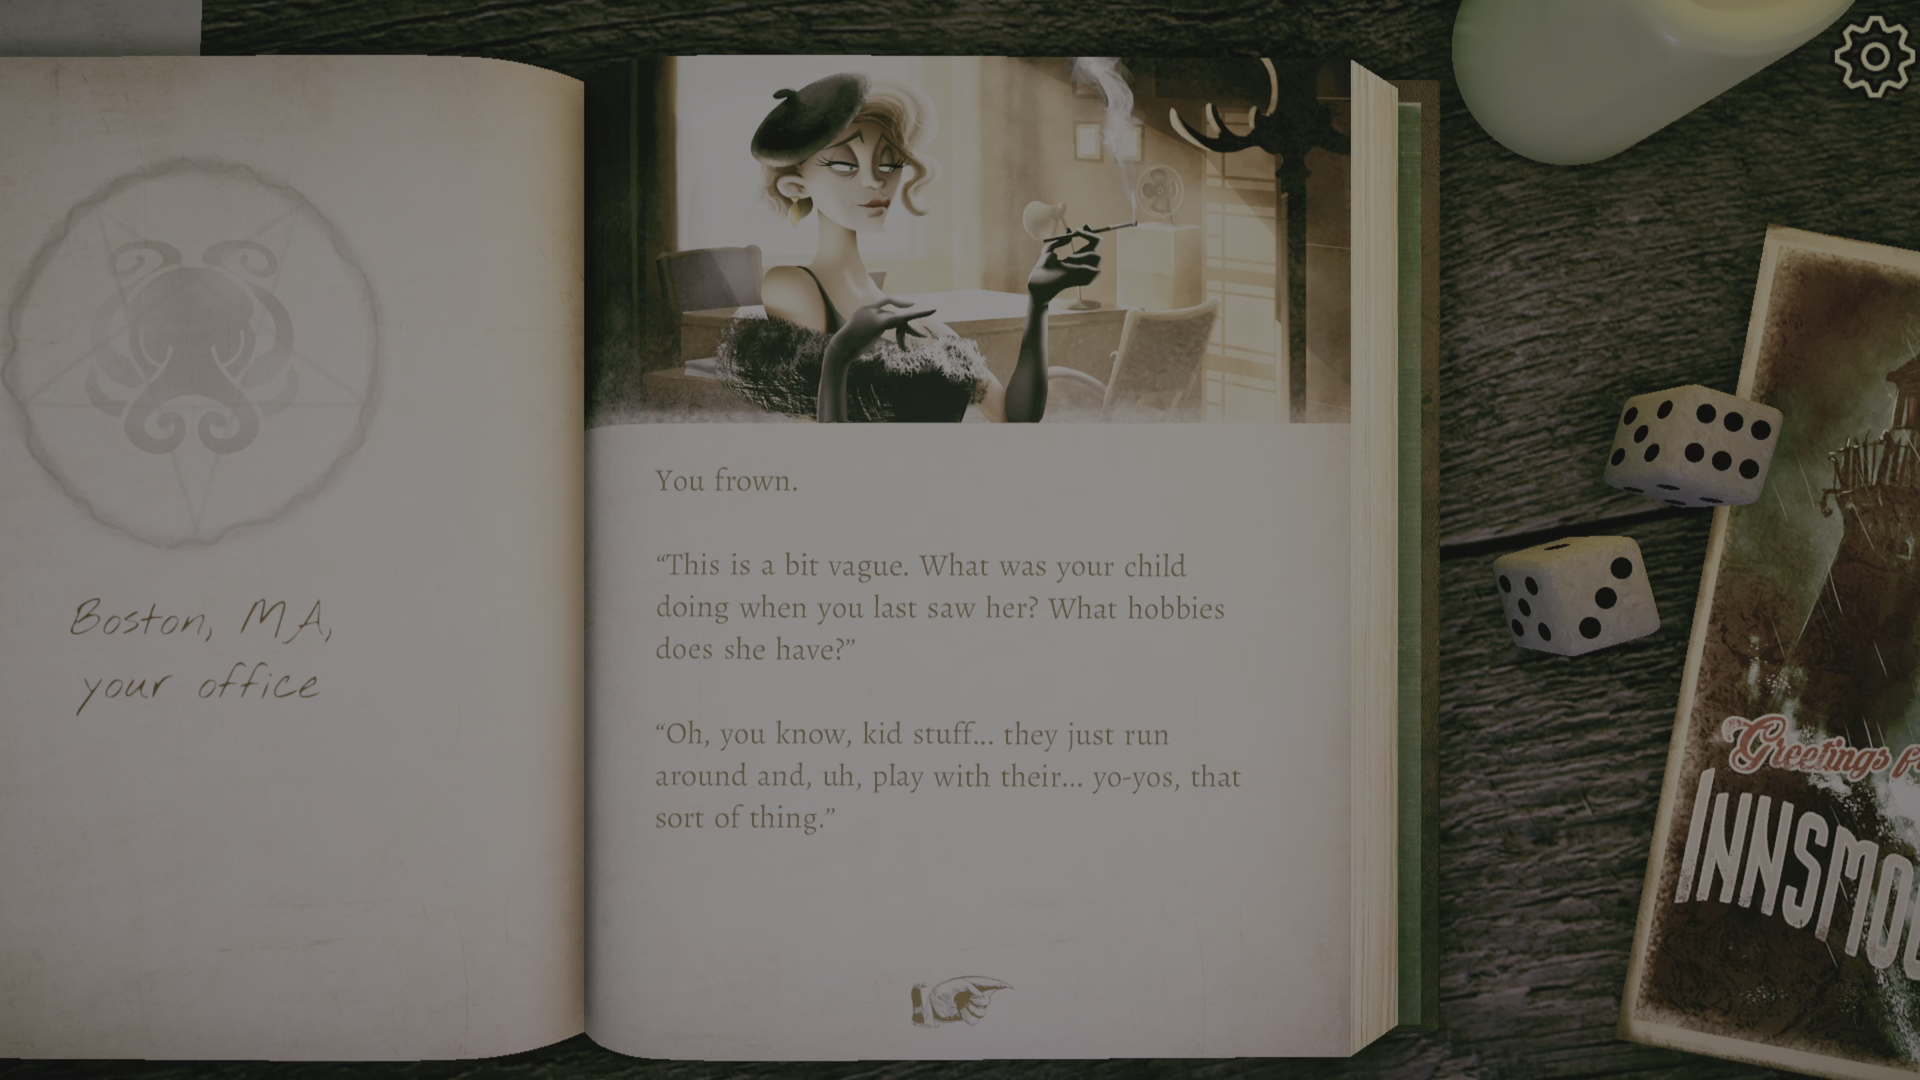 Boston, MA,
your office
You frown.
“This is a bit vague. What was your child
doing when you last saw her? What hobbies
does she have?”
“Oh, you know, kid stuff... they just run
around and, uh, play with their... yo-yos, that
sort of thing.”
Greetings